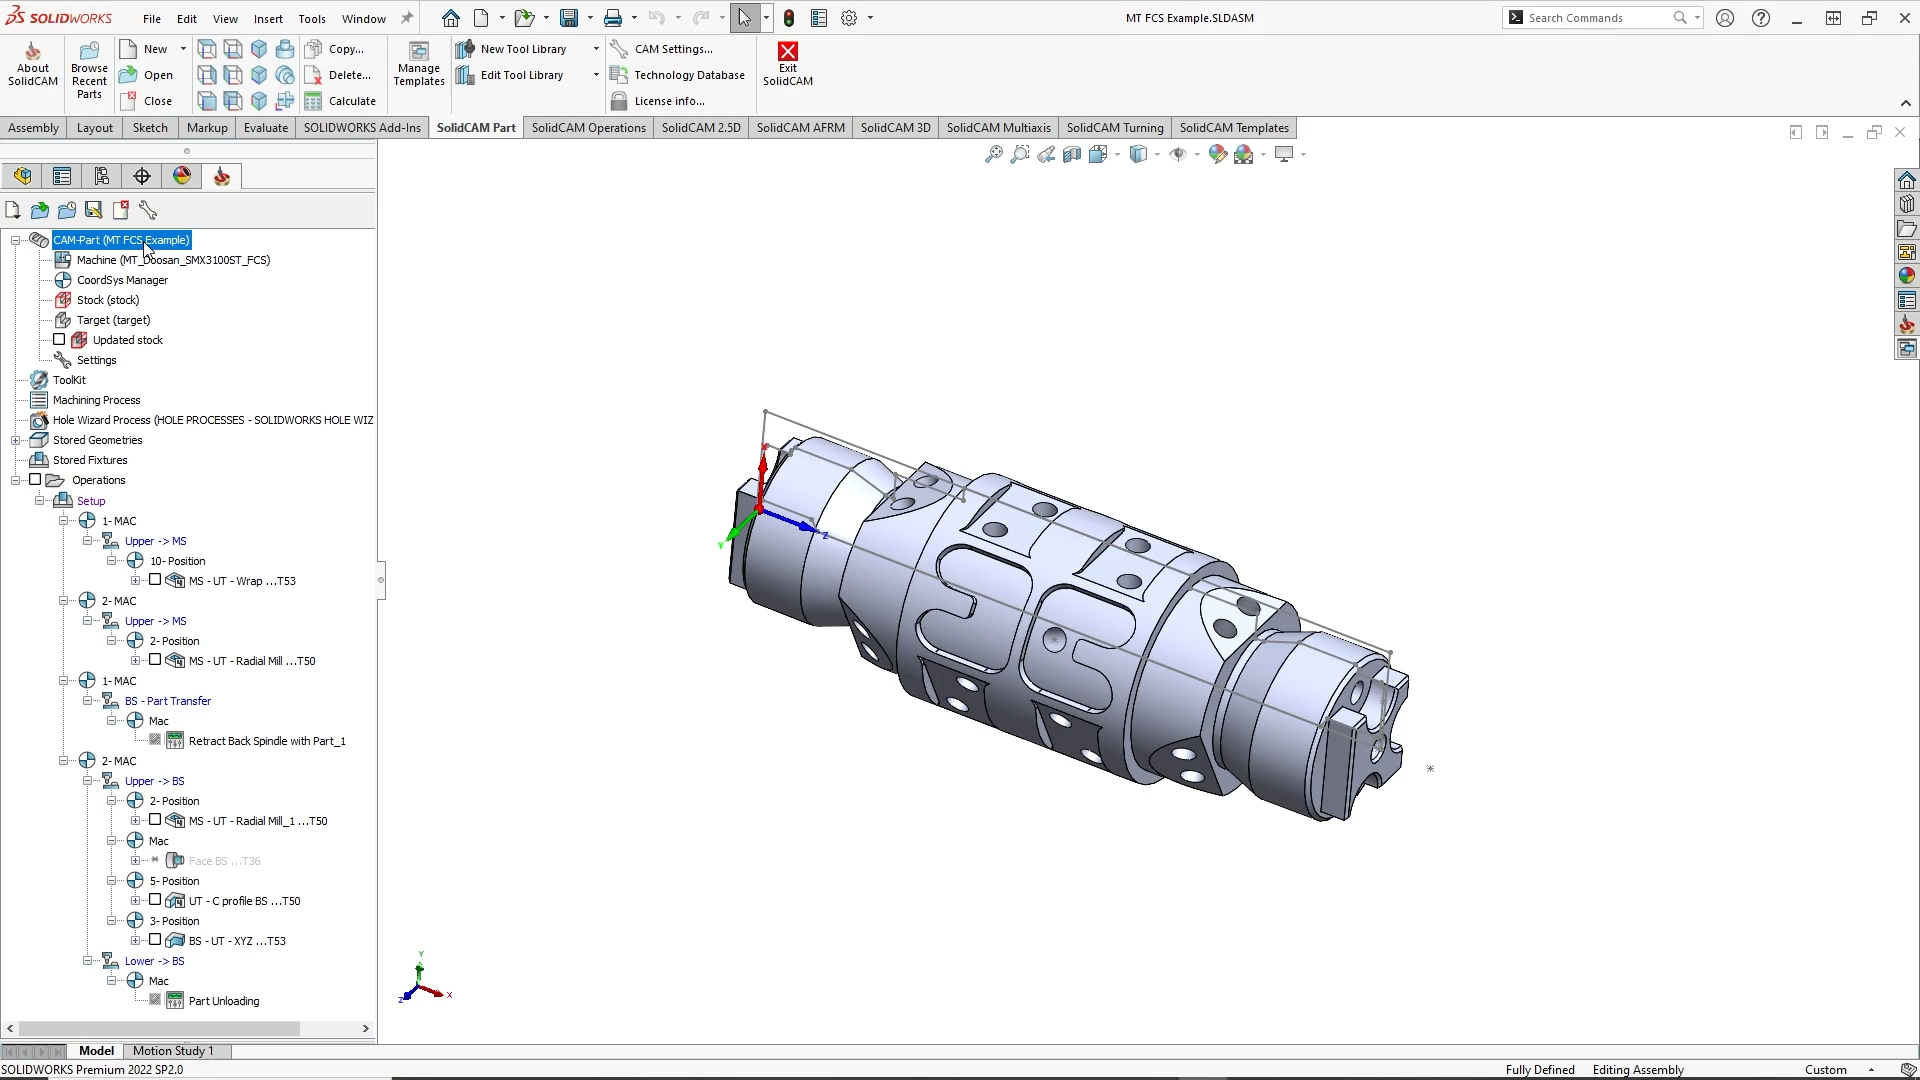 SOLIDWORKS
File Edit View Insert Tools Window
MT FCS Example.SLDASM
Search Commands
About SolidCAM
Browse Recent Parts
New
Open
Close
Copy...
Delete...
Calculate
Manage Templates
New Tool Library
Edit Tool Library
CAM Settings...
Technology Database
License info...
Exit SolidCAM
Assembly Layout Sketch Markup Evaluate SOLIDWORKS Add-Ins SolidCAM Part SolidCAM Operations SolidCAM 2.5D SolidCAM AFRM SolidCAM 3D SolidCAM Multiaxis SolidCAM Turning SolidCAM Templates
CAM-Part (MT FCS Example)
Machine (MT_Doosan_SMX3100ST_FCS)
CoordSys Manager
Stock (stock)
Target (target)
Updated stock
Settings
ToolKit
Machining Process
Hole Wizard Process (HOLE PROCESSES - SOLIDWORKS HOLE WIZ
Stored Geometries
Stored Fixtures
Operations
Setup
1- MAC
Upper -> MS
10- Position
MS - UT - Wrap ...T53
2- MAC
Upper -> MS
2- Position
MS - UT - Radial Mill ...T50
1- MAC
BS - Part Transfer
Mac
Retract Back Spindle with Part_1
2- MAC
Upper -> BS
2- Position
MS - UT - Radial Mill_1 ...T50
Mac
Face BS ...T36
5- Position
UT - C profile BS ...T50
3- Position
BS - UT - XYZ ...T53
Lower -> BS
Mac
Part Unloading
X
Y
Z
Y
X
Z
Model Motion Study 1
SOLIDWORKS Premium 2022 SP2.0
Fully Defined Editing Assembly Custom